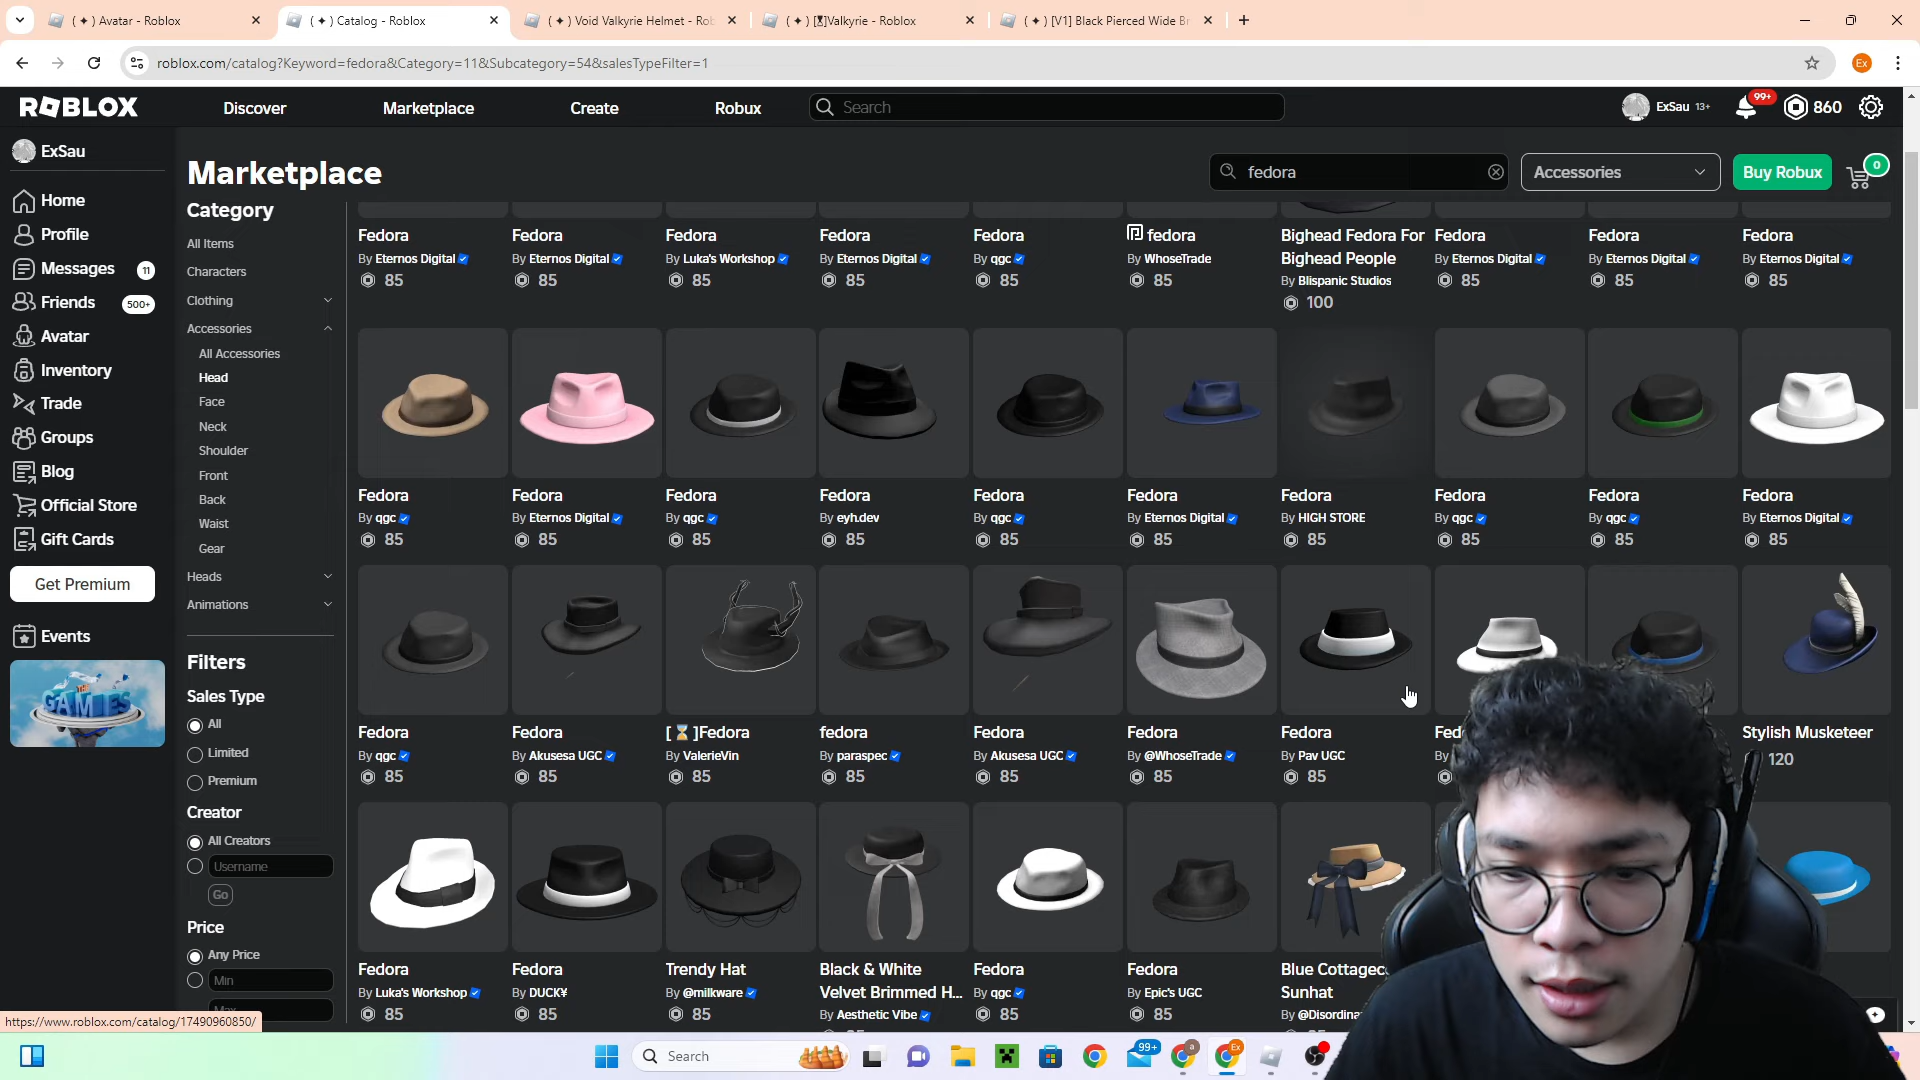 ( ✦ ) Avatar - Roblox
( ✦ ) Catalog - Roblox
( ✦ ) Void Valkyrie Helmet - Rob
( ✦ ) [⌛]Valkyrie - Roblox
( ✦ ) [V1] Black Pierced Wide Br
roblox.com/catalog?Keyword=fedora&Category=11&Subcategory=54&salesTypeFilter=1
Ex
ROBLOX
Discover
Marketplace
Create
Robux
Search
ExSau 13+
99+
860
ExSau
Home
Profile
Messages 11
Friends 500+
Avatar
Inventory
Trade
Groups
Blog
Official Store
Gift Cards
Get Premium
Events
THE GAMES
Marketplace
fedora
Accessories
Buy Robux
0
Category
All Items
Characters
Clothing
Accessories
All Accessories
Head
Face
Neck
Shoulder
Front
Back
Waist
Gear
Heads
Animations
Filters
Sales Type
All
Limited
Premium
Creator
All Creators
Username
Go
Price
Any Price
Min
Max
Fedora
By Eternos Digital
85
Fedora
By Eternos Digital
85
Fedora
By Luka's Workshop
85
Fedora
By Eternos Digital
85
Fedora
By qgc
85
fedora
By WhoseTrade
85
Bighead Fedora For
Bighead People
By Blispanic Studios
100
Fedora
By Eternos Digital
85
Fedora
By Eternos Digital
85
Fedora
By Eternos Digital
85
Fedora
By qgc
85
Fedora
By Eternos Digital
85
Fedora
By qgc
85
Fedora
By eyh.dev
85
Fedora
By qgc
85
Fedora
By Eternos Digital
85
Fedora
By HIGH STORE
85
Fedora
By qgc
85
Fedora
By qgc
85
Fedora
By Eternos Digital
85
Fedora
By qgc
85
Fedora
By Akusesa UGC
85
[⌛]Fedora
By ValerieVin
85
fedora
By paraspec
85
Fedora
By Akusesa UGC
85
Fedora
By @WhoseTrade
85
Fedora
By Pav UGC
85
Fed
By
Stylish Musketeer
120
Fedora
By Luka's Workshop
85
Fedora
By DUCK¥
85
Trendy Hat
By @milkware
85
Black & White
Velvet Brimmed H...
By Aesthetic Vibe
Fedora
By qgc
85
Fedora
By Epic's UGC
85
Blue Cottagec
Sunhat
By @Disordina
https://www.roblox.com/catalog/17490960850/
Search
99+
Ex